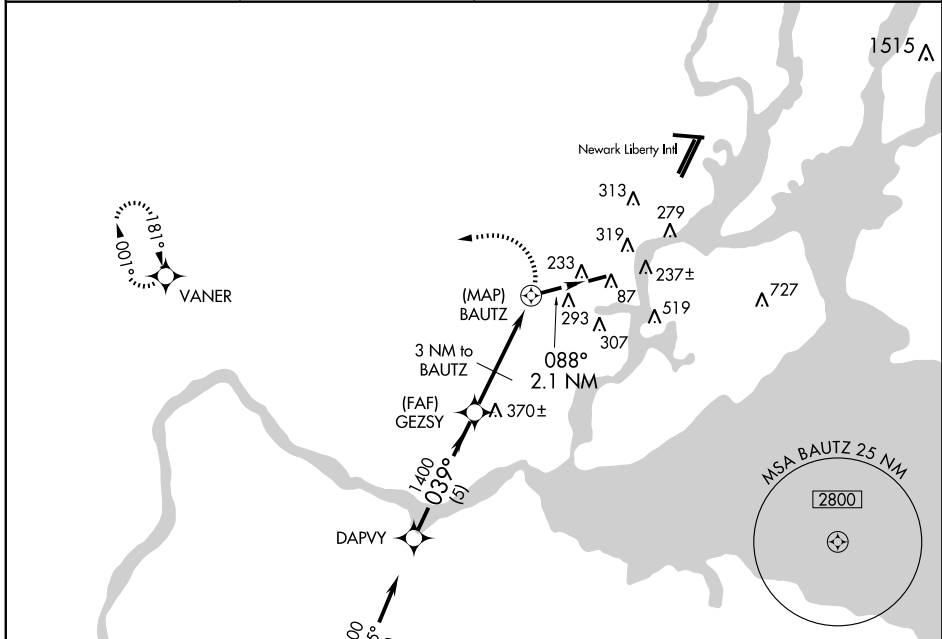 1515
Newark Liberty Intl
313
279
319
181°
001°
VANER
233
237±
(MAP)
BAUTZ
87
727
293
519
307
3 NM to
BAUTZ
088°
2.1 NM
(FAF)
GEZSY
370±
MSA BAUTZ 25 NM
1400
039°
(5)
2800
DAPVY